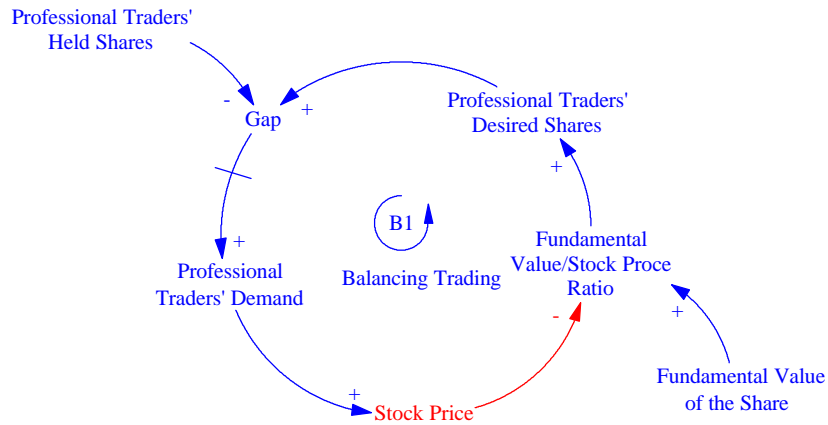 Professional Traders'
Held Shares
-
Gap
+
Professional Traders'
Desired Shares
+
B1
Balancing Trading
+
Professional
Traders' Demand
Fundamental
Value/Stock Proce
Ratio
-
+
+
Stock Price
Fundamental Value
of the Share